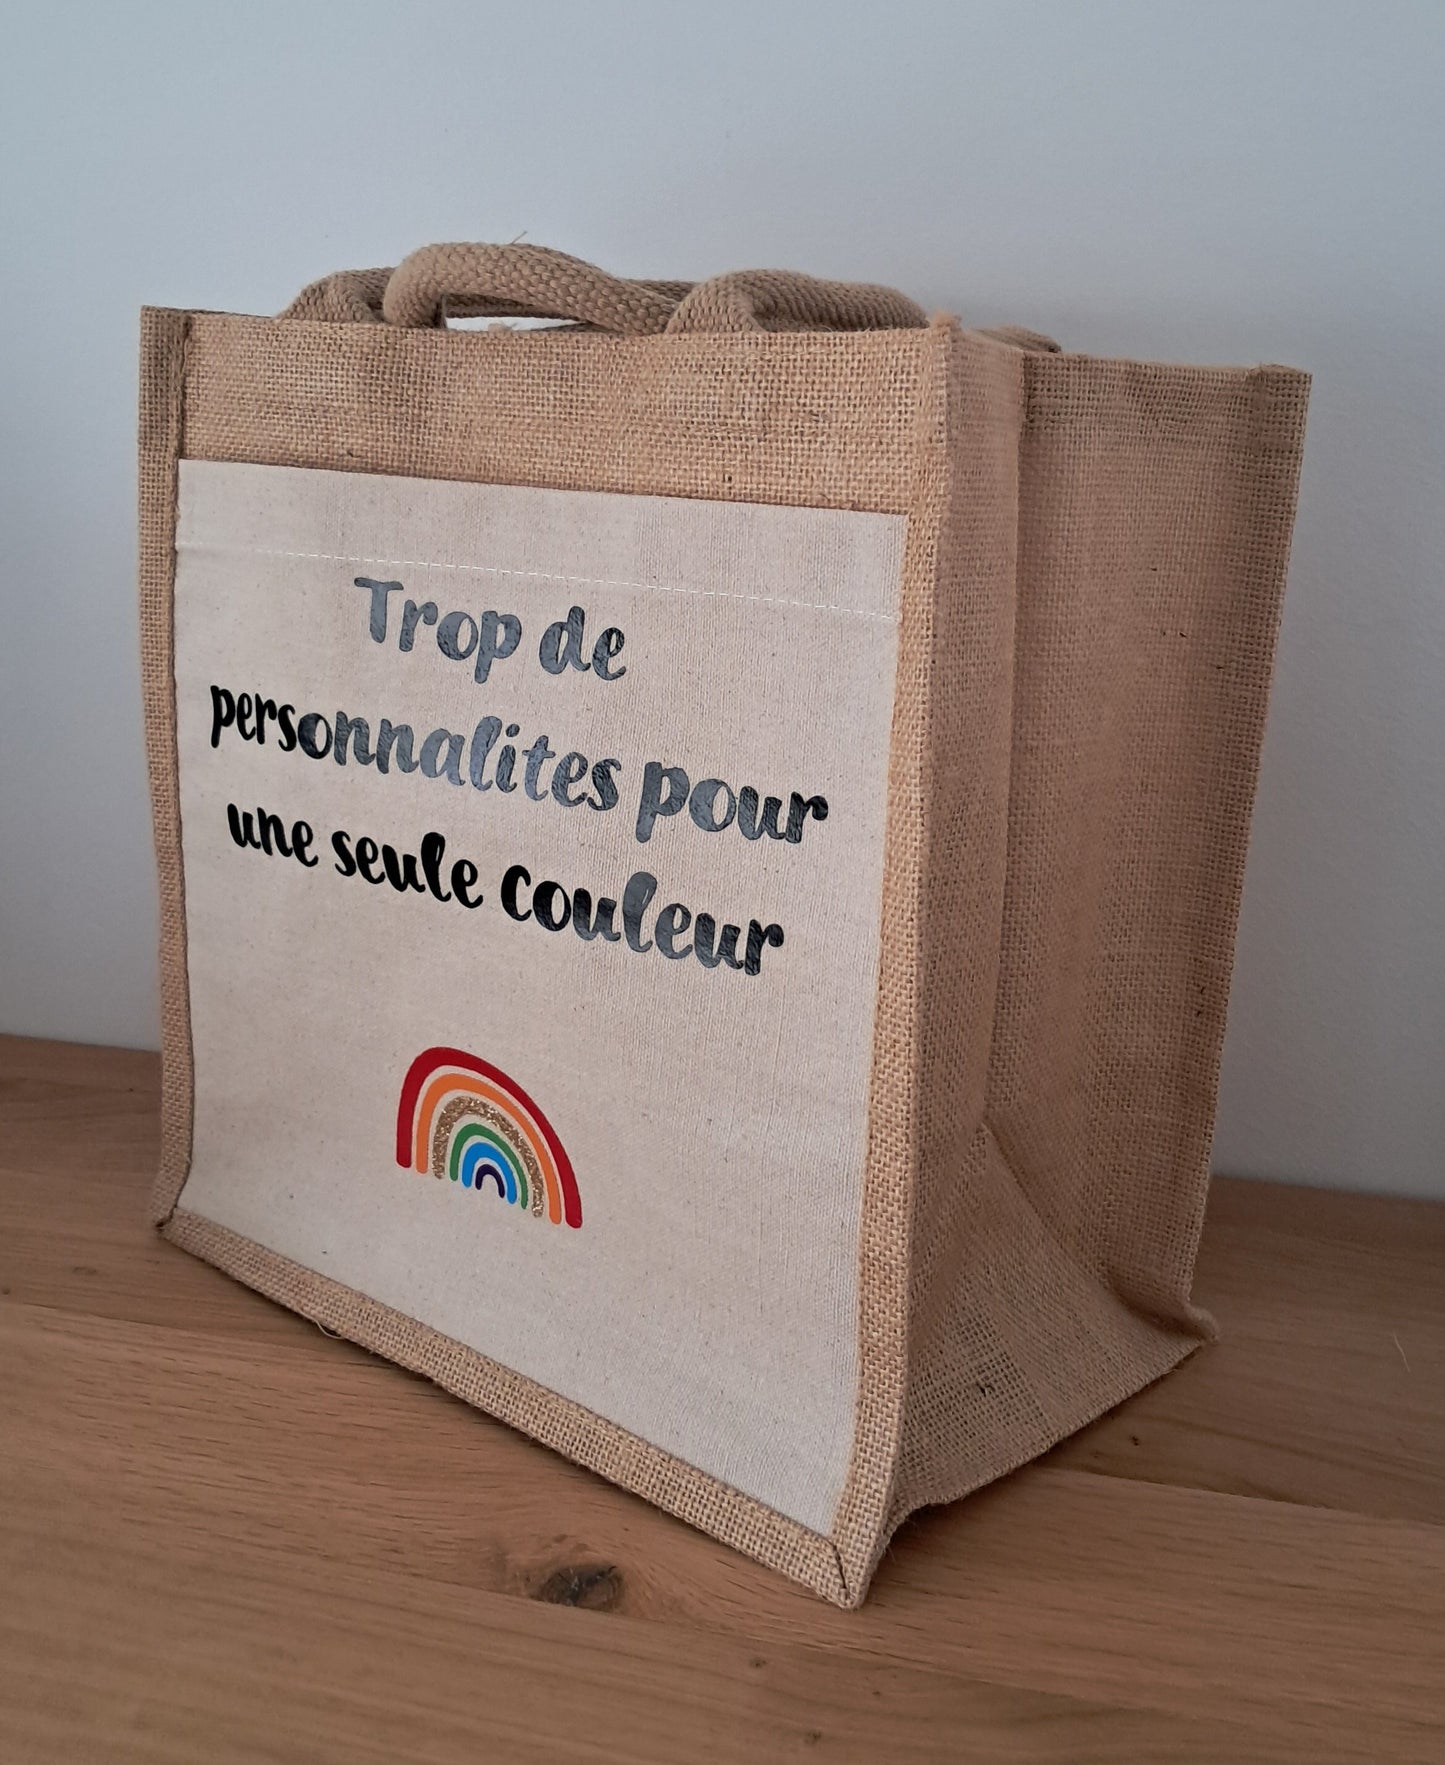 Trop de
personnalites pour
une seule couleur